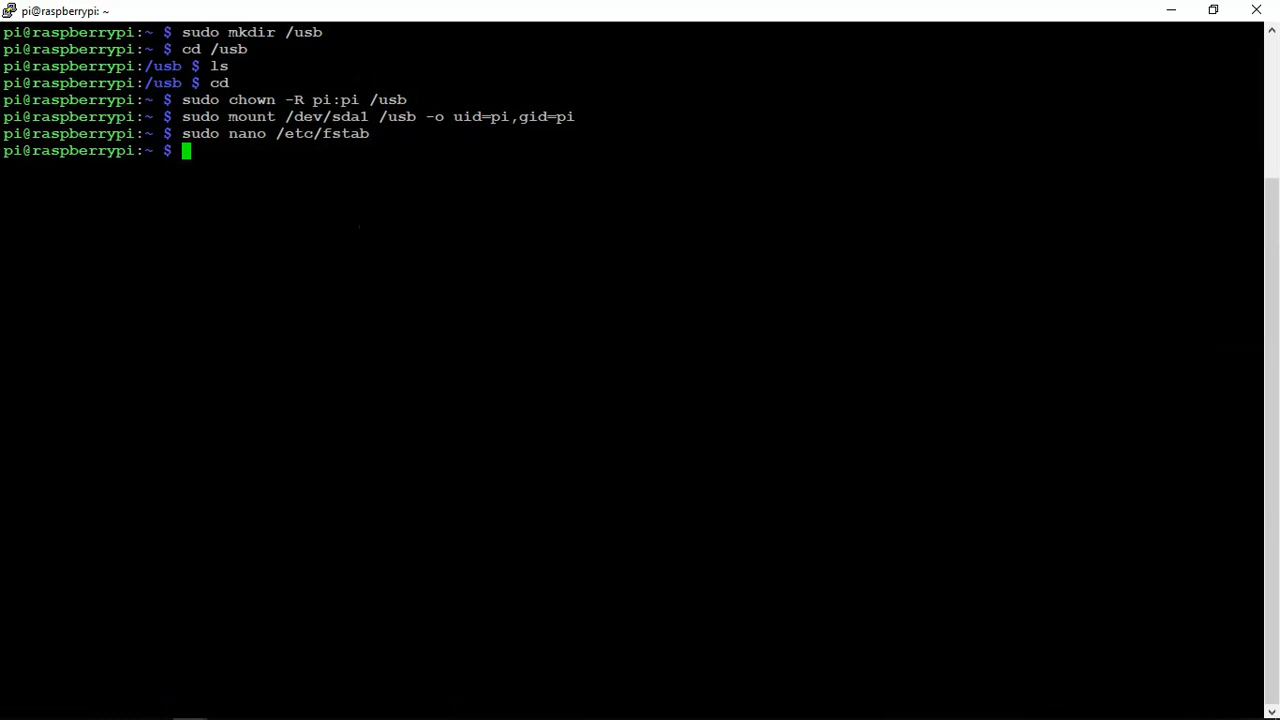 pi@raspberrypi: ~
pi@raspberrypi:~ $ sudo mkdir /usb
pi@raspberrypi:~ $ cd /usb
pi@raspberrypi:/usb $ ls
pi@raspberrypi:/usb $ cd
pi@raspberrypi:~ $ sudo chown -R pi:pi /usb
pi@raspberrypi:~ $ sudo mount /dev/sda1 /usb -o uid=pi,gid=pi
pi@raspberrypi:~ $ sudo nano /etc/fstab
pi@raspberrypi:~ $